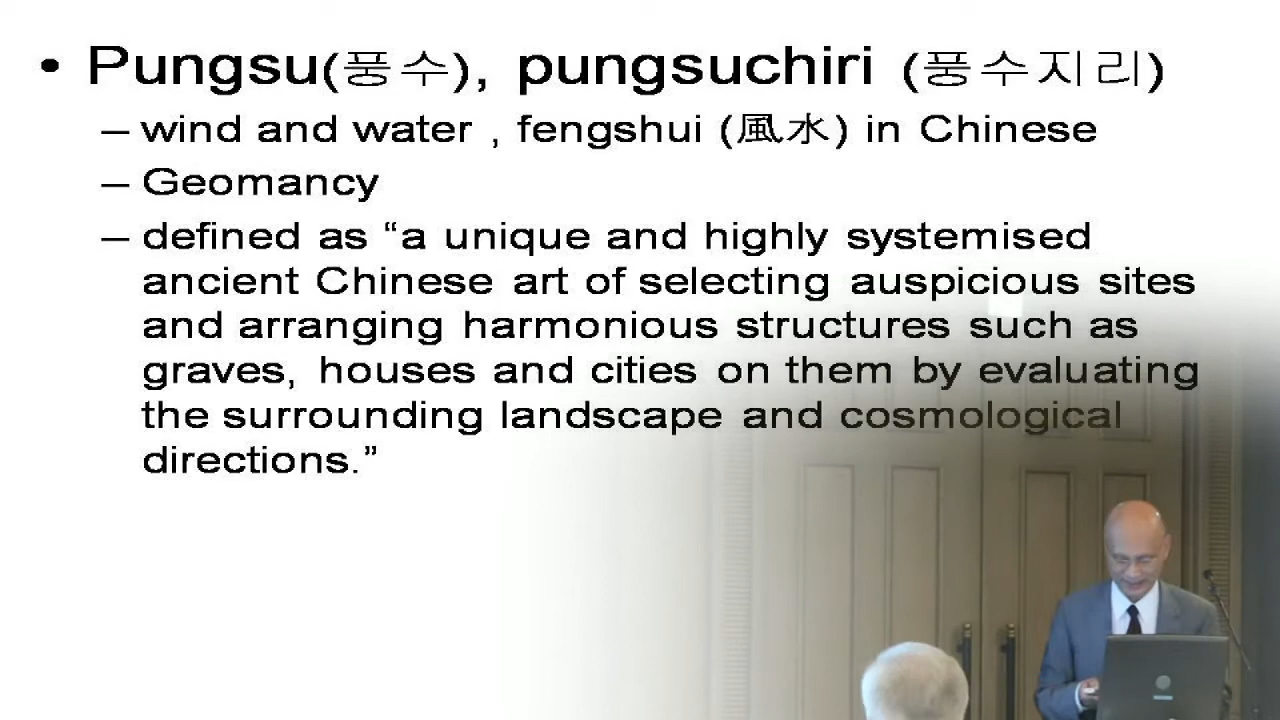 • Pungsu(풍수), pungsuchiri (풍수지리)
– wind and water , fengshui (風水) in Chinese
– Geomancy
– defined as “a unique and highly systemised
ancient Chinese art of selecting auspicious sites
and arranging harmonious structures such as
graves, houses and cities on them by evaluating
the surrounding landscape and cosmological
directions.”